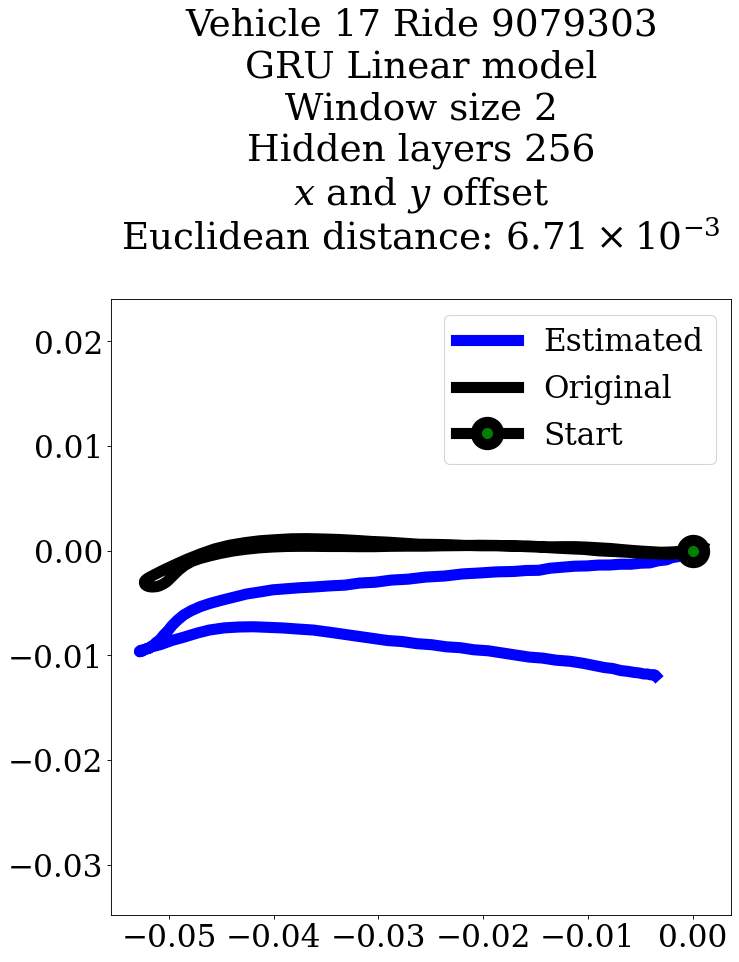 Vehicle 17 Ride 9079303
GRU Linear model
Window size 2
Hidden layers 256
x and y offset
Euclidean distance: 6.71 × 10⁻³
Estimated
Original
Start
0.02
0.01
0.00
−0.01
−0.02
−0.03
−0.05 −0.04 −0.03 −0.02 −0.01 0.00